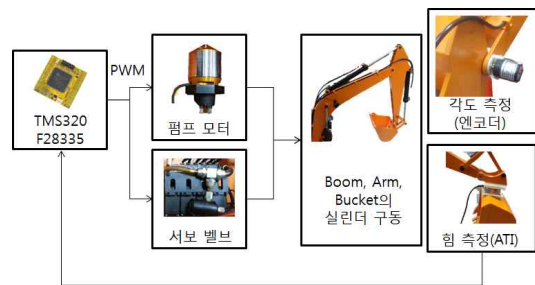 TMS320
F28335
PWM
펌프 모터
서보 벨브
Boom, Arm,
Bucket의
실린더 구동
각도 측정
(엔코더)
힘 측정(ATI)